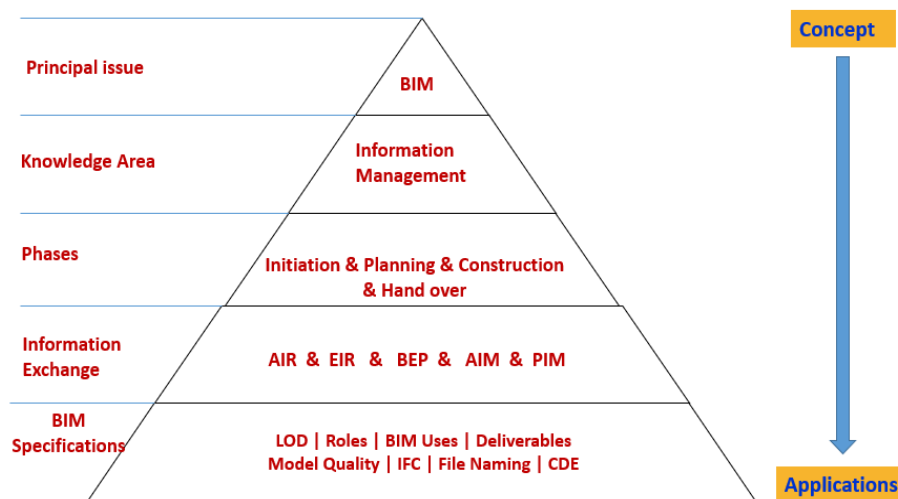 Concept
Principal issue
BIM
Knowledge Area
Information
Management
Phases
Initiation & Planning & Construction
& Hand over
Information
Exchange
AIR & EIR & BEP & AIM & PIM
BIM
Specifications
LOD | Roles | BIM Uses | Deliverables
Model Quality | IFC | File Naming | CDE
Applications